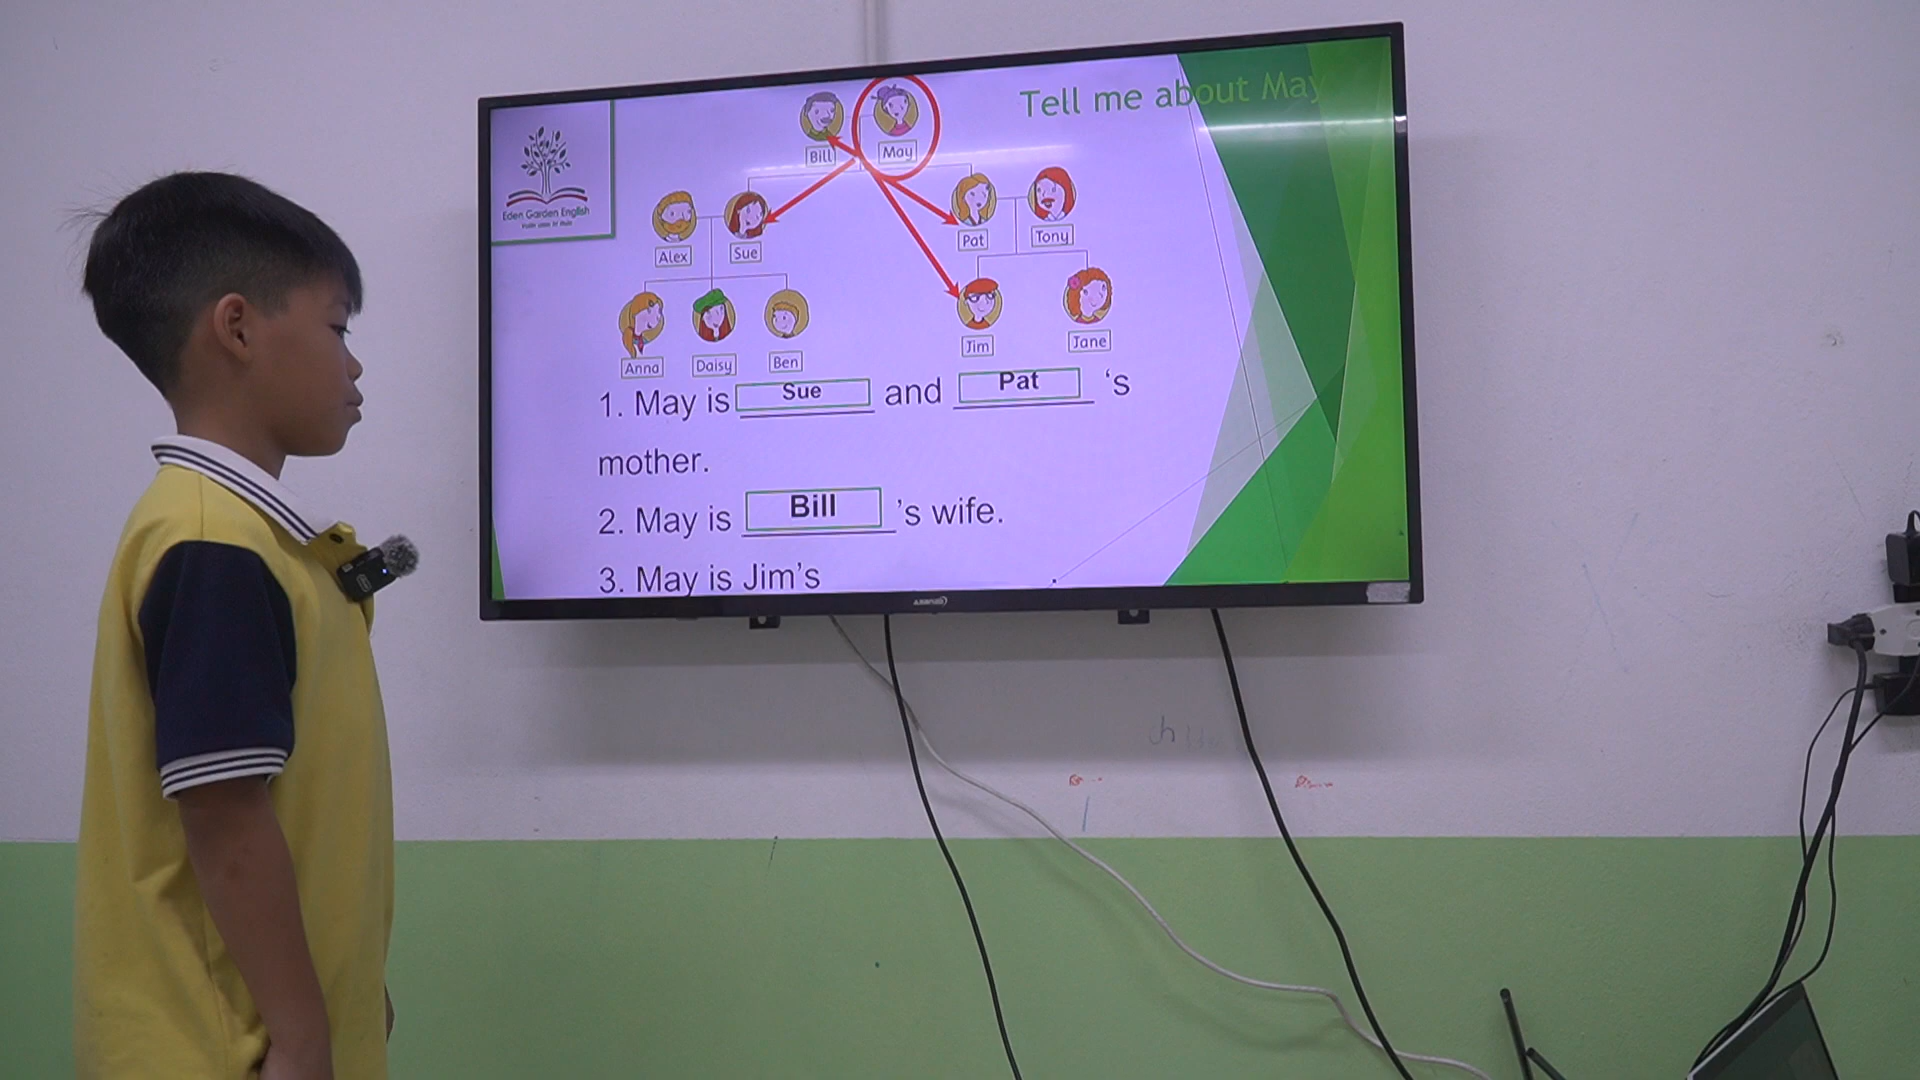 Tell me about May
Bill
May
Eden Garden English
Alex
Sue
Pat
Tony
Anna
Daisy
Ben
Jim
Jane
1. May is Sue and Pat 's
mother.
2. May is Bill 's wife.
3. May is Jim's